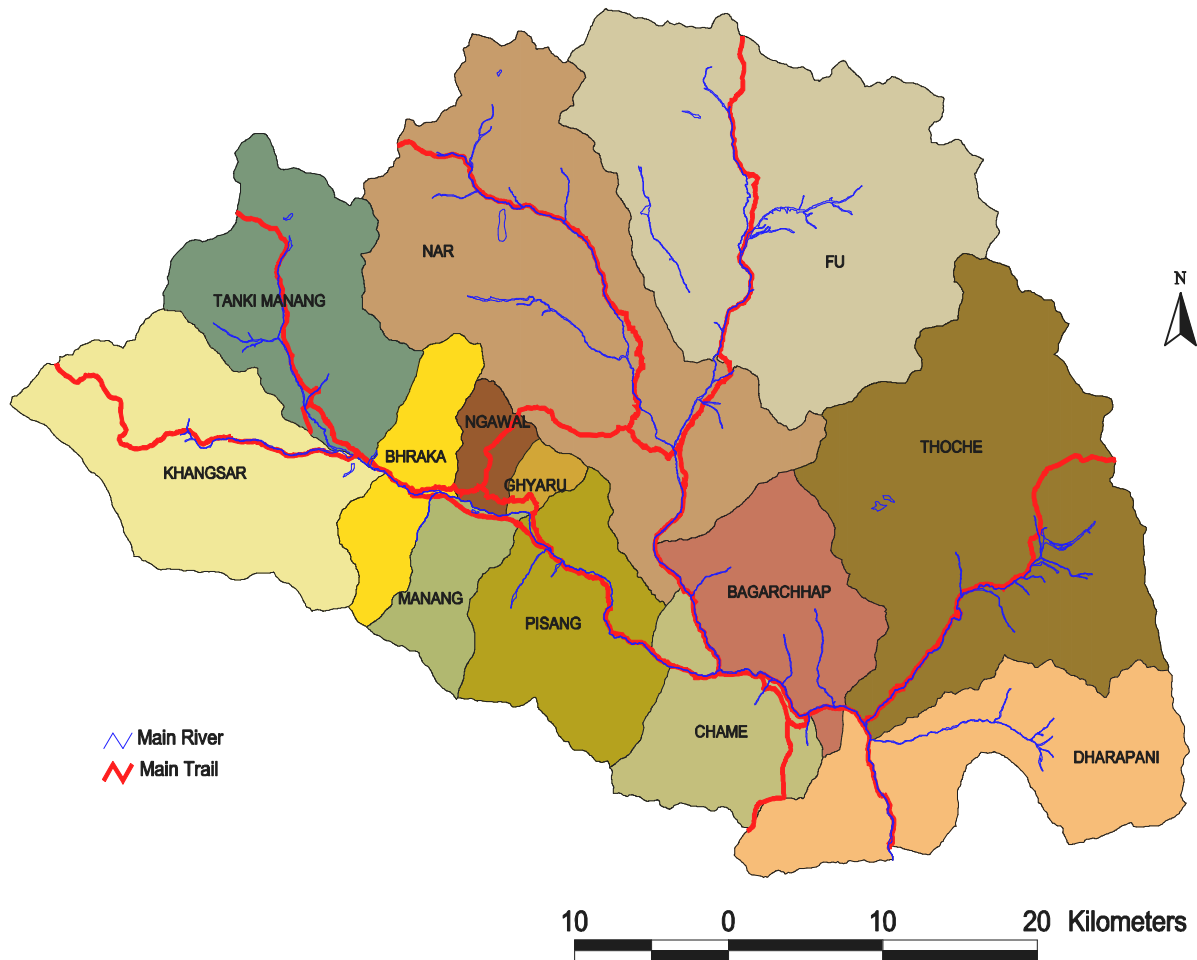 NAR
FU
N
TANKI MANANG
NGAWAL
THOCHE
BHRAKA
KHANGSAR
GHYARU
BAGARCHHAP
MANANG
PISANG
CHAME
Main River
DHARAPANI
Main Trail
10 0 10 20 Kilometers